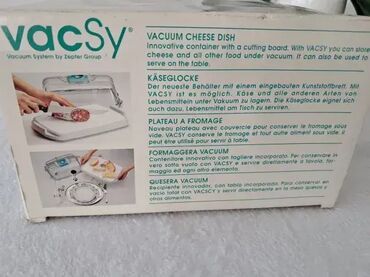 vacSy®
Vacuum System by Zepter Group
VACUUM CHEESE DISH
Innovative container with a cutting board. With VACSY you can store
cheese and all other food under vacuum. It can also be used to
serve on the table.
KÄSEGLOCKE
Der neueste Behälter mit einem eingebauten Kunststoffbrett. Mit
VACSY ist es möglich, Käse und alle anderen Arten von
Lebensmitteln unter Vakuum zu lagern. Die Käseglocke eignet sich
auch dazu, Lebensmittel am Tisch zu servieren.
PLATEAU A FROMAGE
Noveau plateau avec couvercle pour conserver le fromage sous
vide. Pour conserver le fromage et tout autre aliment sous vide. il
peut être utilisé pour servir à table.
FORMAGGERA VACUUM
Contenitore innovativo con tagliere incorporato. Per conservare in
vero sotto vuoto con VACSY e servire direttamente a tavola, for-
maggio ed ogni altro elemento.
QUESERA VACUUM
Recipiente innovador, con tabla incorporado. Para conservar en
vacio total con VACSCY y servir directamente en la mesa quesos y
otros alimentos.